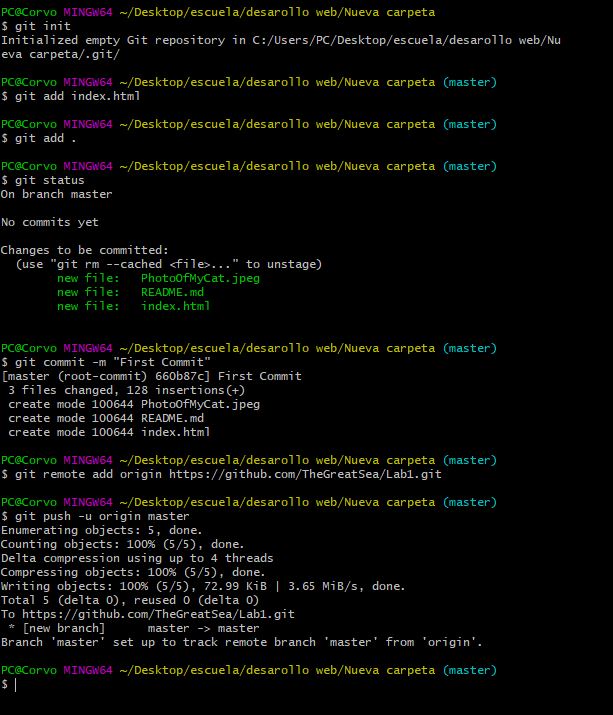 PC@Corvo MINGW64 ~/Desktop/escuela/desarollo web/Nueva carpeta
$ git init
Initialized empty Git repository in C:/Users/PC/Desktop/escuela/desarollo web/Nu
eva carpeta/.git/
PC@Corvo MINGW64 ~/Desktop/escuela/desarollo web/Nueva carpeta (master)
$ git add index.html
PC@Corvo MINGW64 ~/Desktop/escuela/desarollo web/Nueva carpeta (master)
$ git add .
PC@Corvo MINGW64 ~/Desktop/escuela/desarollo web/Nueva carpeta (master)
$ git status
On branch master
No commits yet
Changes to be committed:
  (use "git rm --cached <file>..." to unstage)
        new file:   PhotoOfMyCat.jpeg
        new file:   README.md
        new file:   index.html
PC@Corvo MINGW64 ~/Desktop/escuela/desarollo web/Nueva carpeta (master)
$ git commit -m "First Commit"
[master (root-commit) 660b87c] First Commit
 3 files changed, 128 insertions(+)
 create mode 100644 PhotoOfMyCat.jpeg
 create mode 100644 README.md
 create mode 100644 index.html
PC@Corvo MINGW64 ~/Desktop/escuela/desarollo web/Nueva carpeta (master)
$ git remote add origin https://github.com/TheGreatSea/Lab1.git
PC@Corvo MINGW64 ~/Desktop/escuela/desarollo web/Nueva carpeta (master)
$ git push -u origin master
Enumerating objects: 5, done.
Counting objects: 100% (5/5), done.
Delta compression using up to 4 threads
Compressing objects: 100% (5/5), done.
Writing objects: 100% (5/5), 72.99 KiB | 3.65 MiB/s, done.
Total 5 (delta 0), reused 0 (delta 0)
To https://github.com/TheGreatSea/Lab1.git
 * [new branch]      master -> master
Branch 'master' set up to track remote branch 'master' from 'origin'.
PC@Corvo MINGW64 ~/Desktop/escuela/desarollo web/Nueva carpeta (master)
$